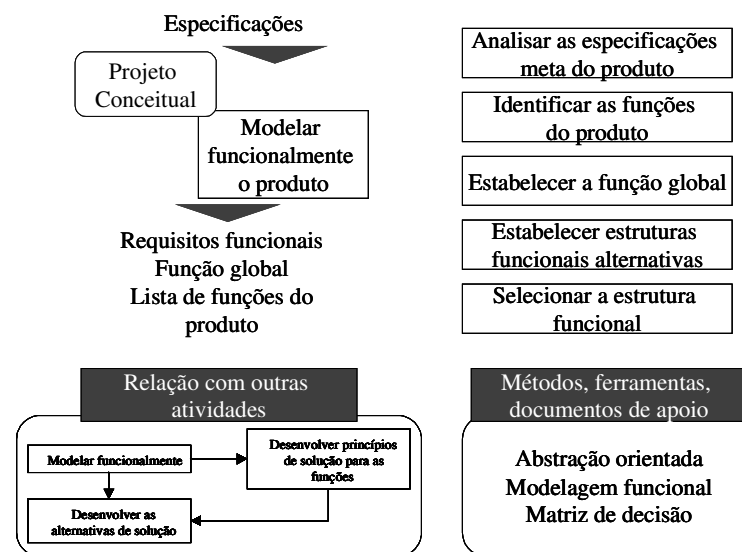 Especificações
Projeto
Conceitual
Modelar
funcionalmente
o produto
Requisitos funcionais
Função global
Lista de funções do
produto
Analisar as especificações
meta do produto
Identificar as funções
do produto
Estabelecer a função global
Estabelecer estruturas
funcionais alternativas
Selecionar a estrutura
funcional
Relação com outras
atividades
Modelar funcionalmente
Desenvolver princípios
de solução para as
funções
Desenvolver as
alternativas de solução
Métodos, ferramentas,
documentos de apoio
Abstração orientada
Modelagem funcional
Matriz de decisão